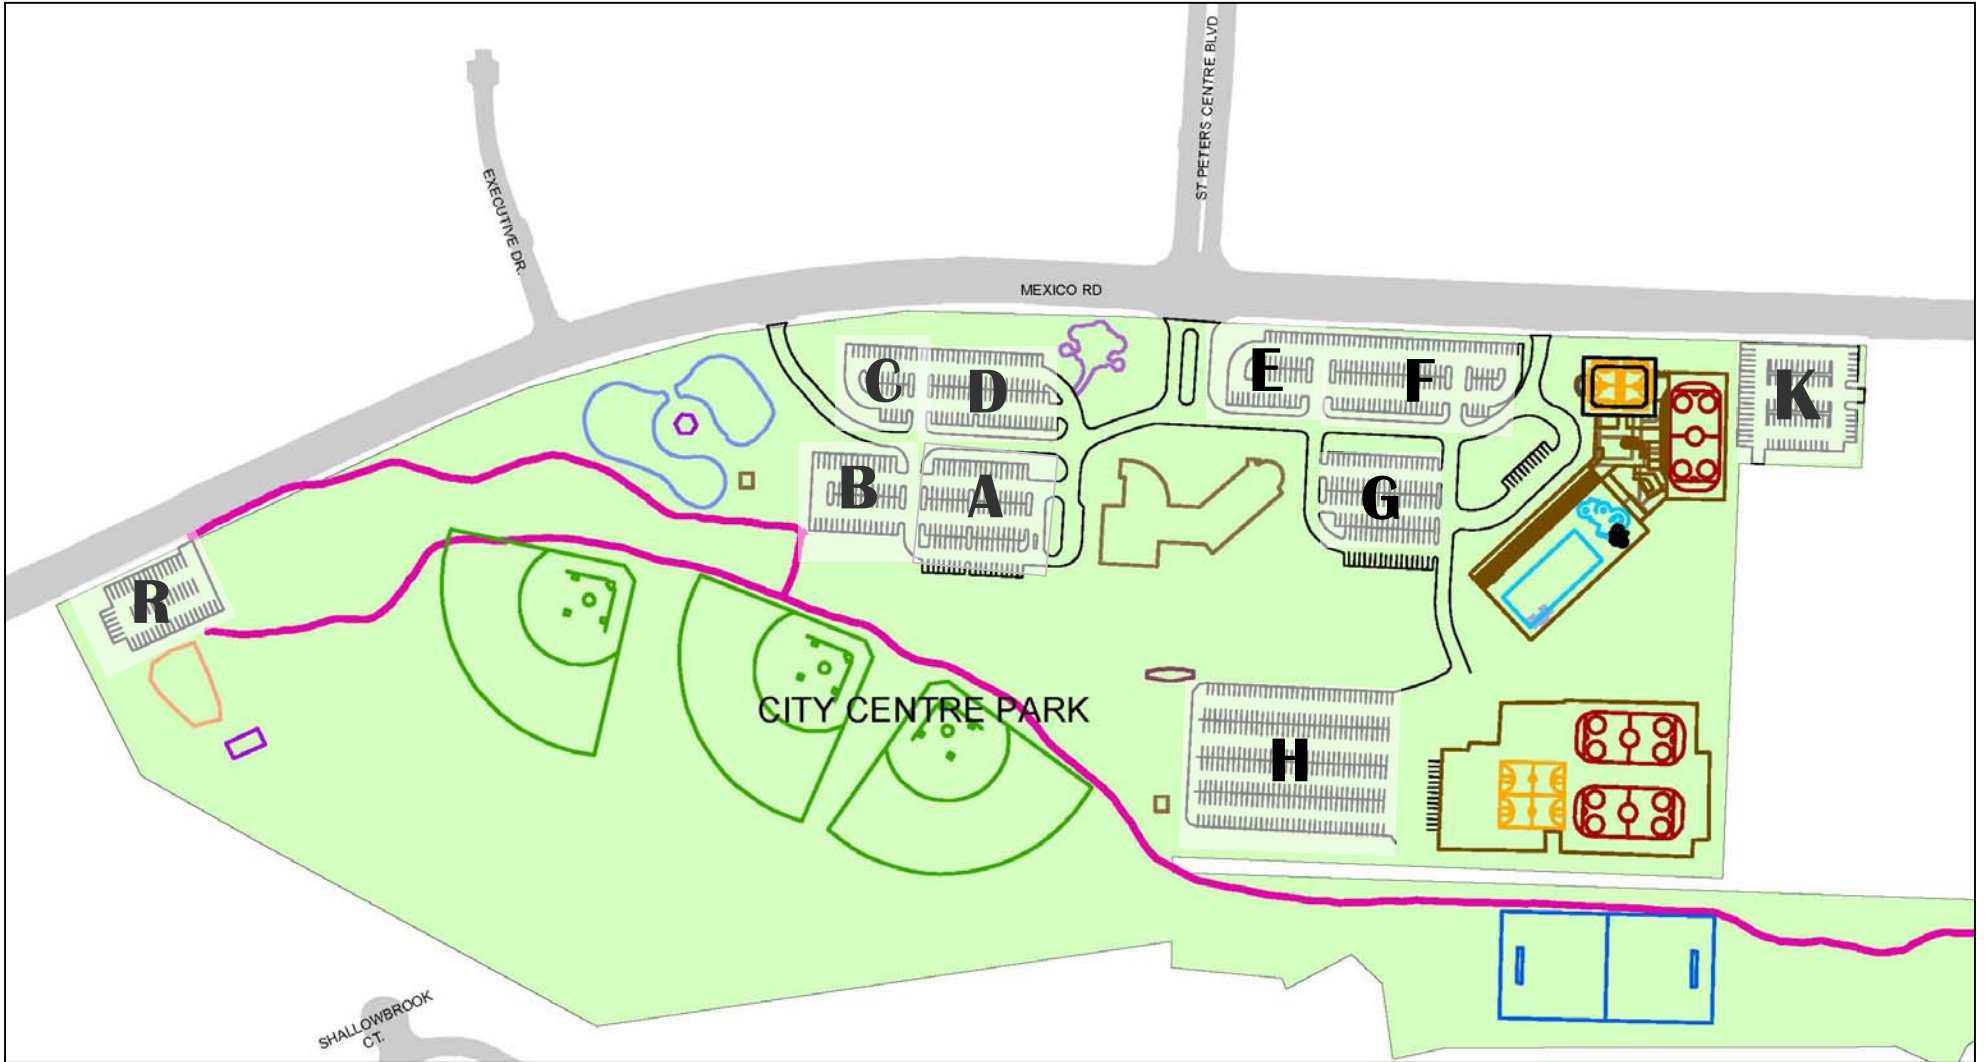 ST PETERS CENTRE BLVD
EXECUTIVE DR.
MEXICO RD
C
D
E
F
K
B
A
G
R
CITY CENTRE PARK
H
SHALLOWBROOK
CT.